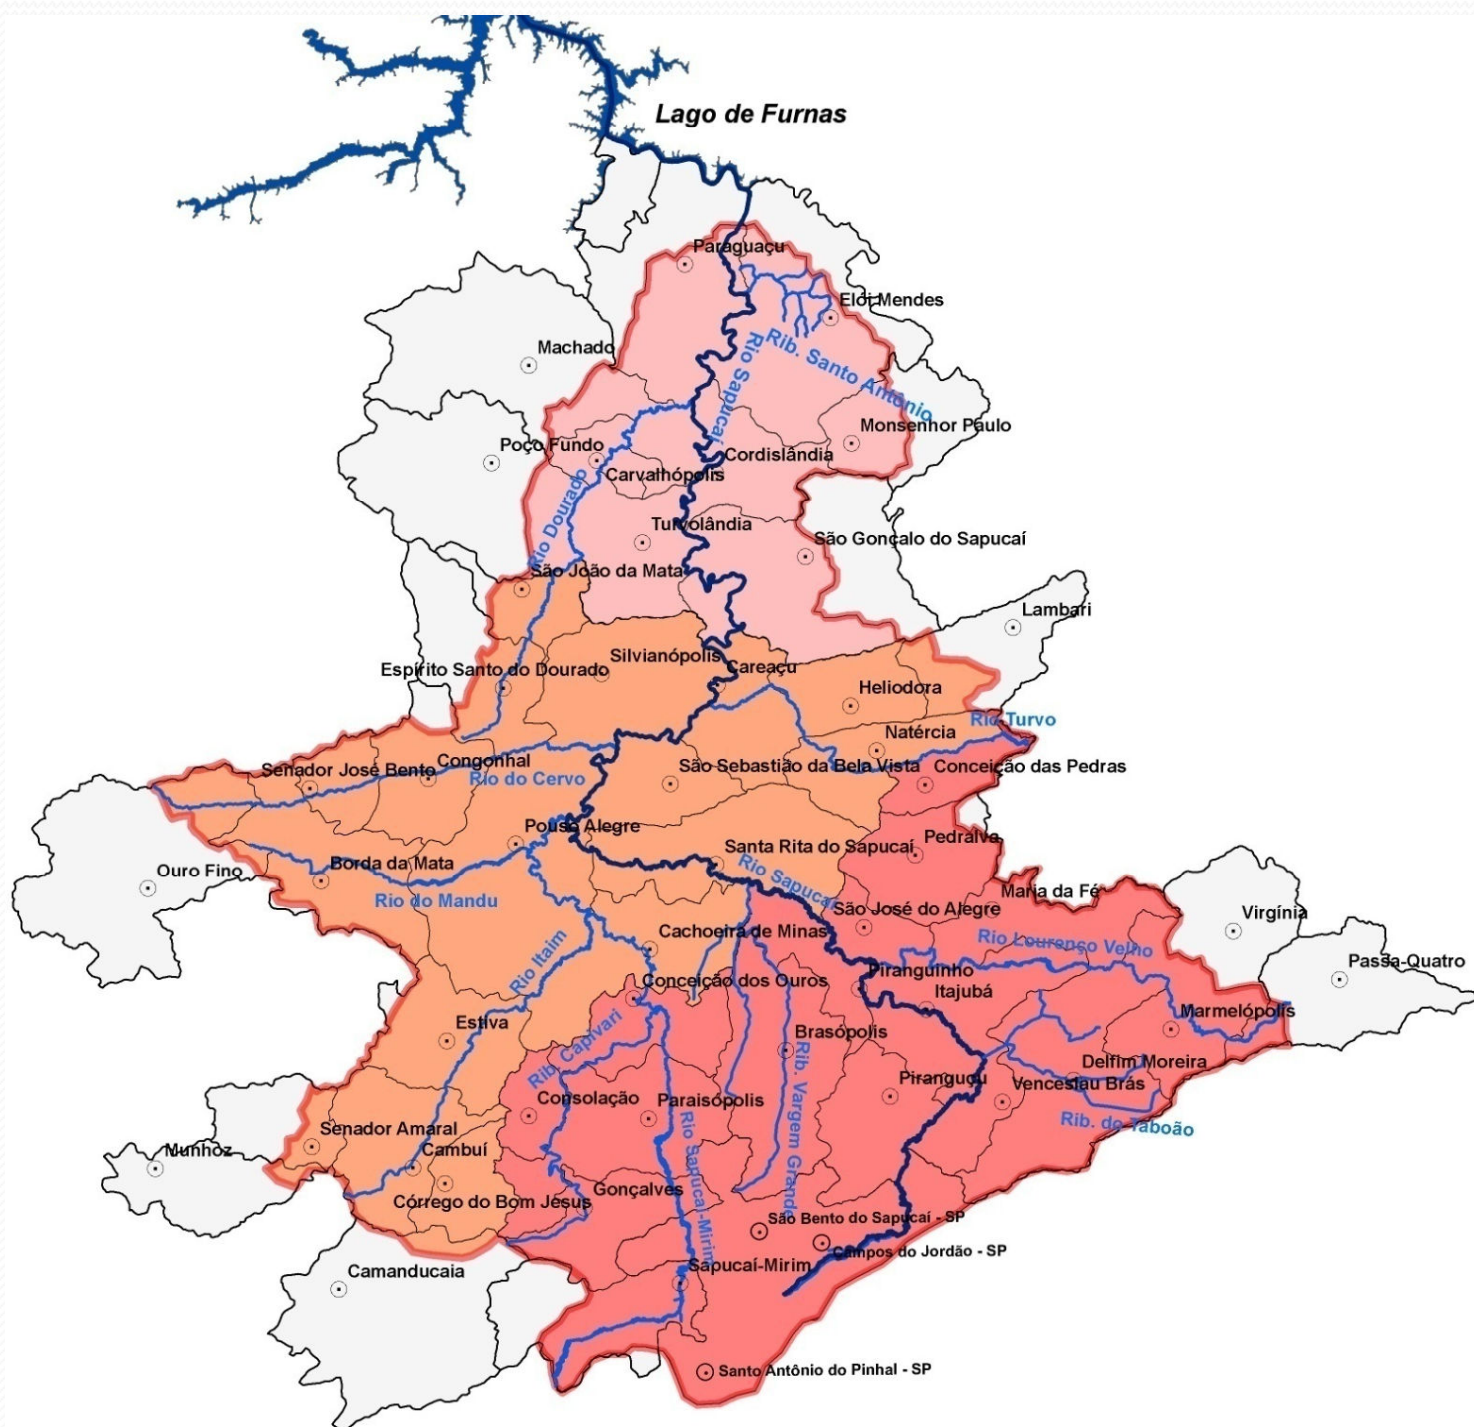 Lago de Furnas
Paraguaçu
Elói Mendes
Rib. Santo Antônio
Rio Sapucaí
Machado
Monsenhor Paulo
Poço Fundo
Cordislândia
Carvalhópolis
Rio Dourado
Turvolândia
São Gonçalo do Sapucaí
São João da Mata
Lambari
Silvianópolis
Espírito Santo do Dourado
Careaçu
Heliodora
Rio Turvo
Natércia
Congonhal
Senador José Bento
Rio do Cervo
São Sebastião da Bela Vista
Conceição das Pedras
Pouso Alegre
Santa Rita do Sapucaí
Pedralva
Ouro Fino
Borda da Mata
Rio do Mandu
Rio Sapucaí
Maria da Fé
São José do Alegre
Virgínia
Cachoeira de Minas
Rio Lourenço Velho
Rio Itaim
Passa-Quatro
Piranguinho
Conceição dos Ouros
Itajubá
Marmelópolis
Estiva
Rib. Capivari
Brasópolis
Delfim Moreira
Piranguçu
Venceslau Brás
Consolação
Paraisópolis
Rib. Vargem Grande
Rib. de Taboão
Senador Amaral
Munhoz
Cambuí
Rio Sapucaí-Mirim
Gonçalves
Córrego do Bom Jesus
São Bento do Sapucaí - SP
Campos do Jordão - SP
Sapucaí-Mirim
Camanducaia
Santo Antônio do Pinhal - SP